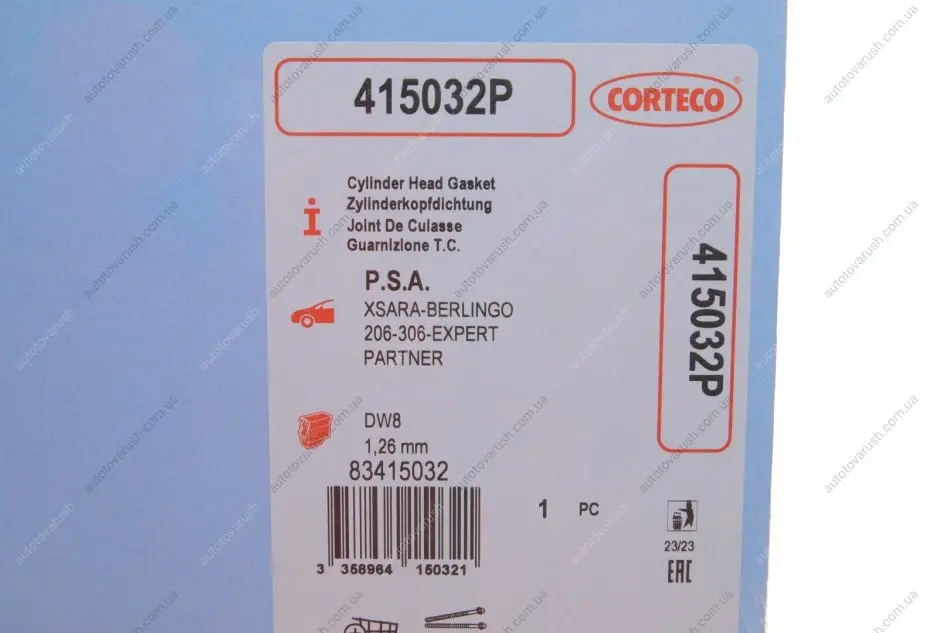 415032P
CORTECO®
Cylinder Head Gasket
Zylinderkopfdichtung
Joint De Culasse
Guarnizione T.C.
P.S.A.
XSARA-BERLINGO
206-306-EXPERT
PARTNER
415032P
DW8
1,26 mm
83415032
3 358964 150321
1 PC
23/23
EAC
autotovarush.com.ua